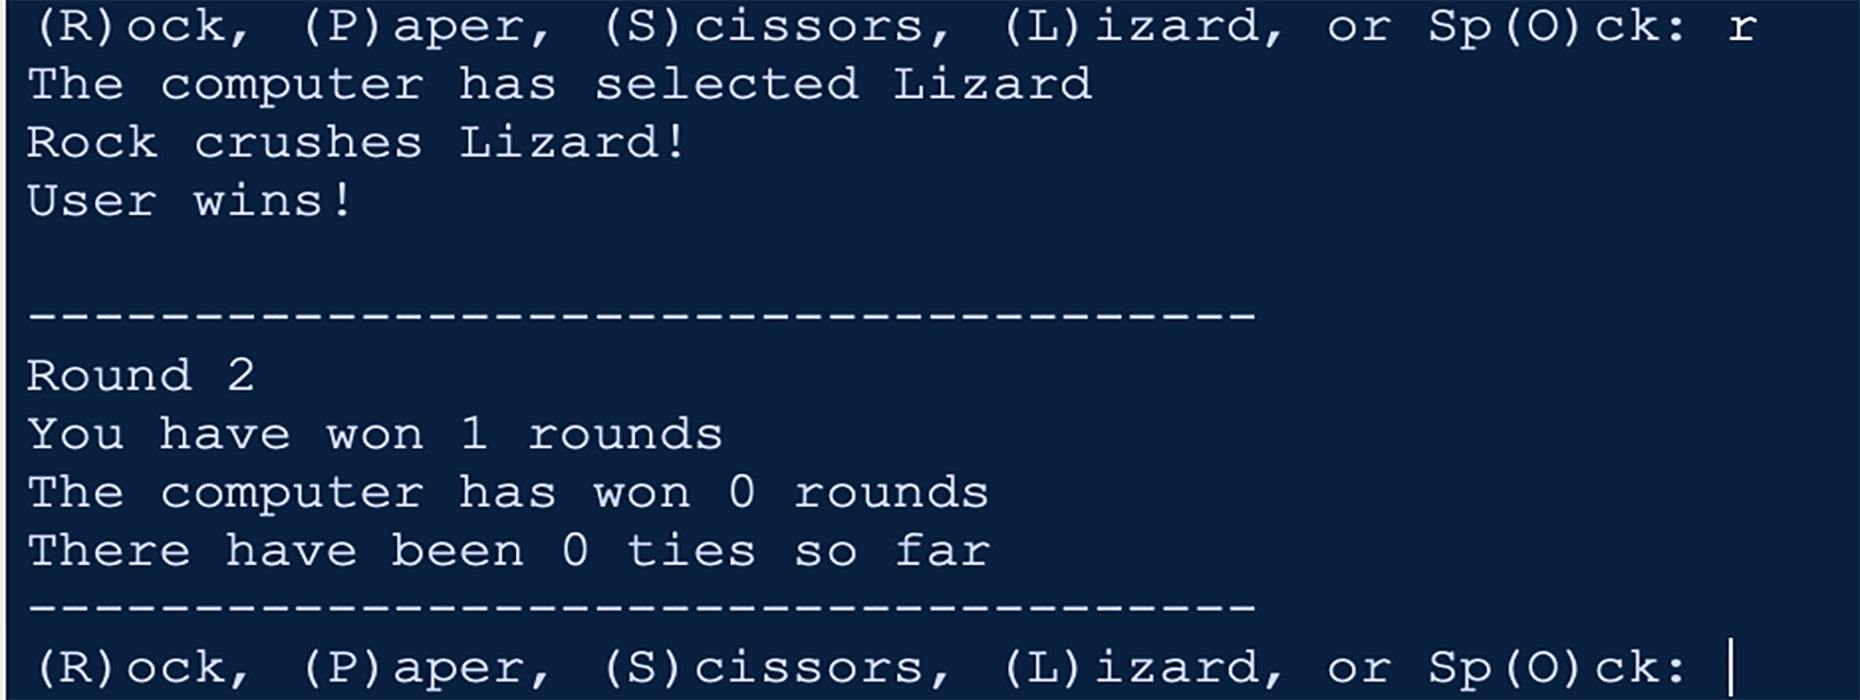 (R)ock, (P)aper, (S)cissors, (L)izard, or Sp(O)ck: r
The computer has selected Lizard
Rock crushes Lizard!
User wins!
-------------------------------------
Round 2
You have won 1 rounds
The computer has won 0 rounds
There have been 0 ties so far
-------------------------------------
(R)ock, (P)aper, (S)cissors, (L)izard, or Sp(O)ck: